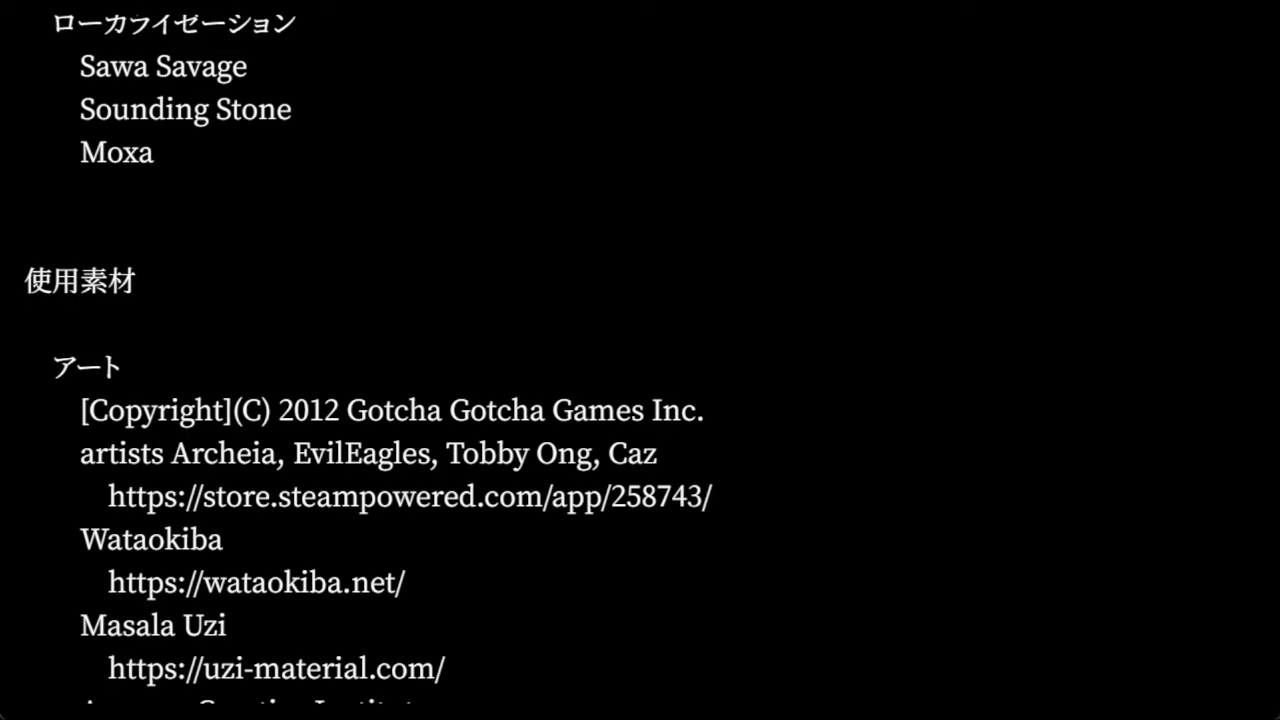 ローカライゼーション
Sawa Savage
Sounding Stone
Moxa
使用素材
アート
[Copyright](C) 2012 Gotcha Gotcha Games Inc.
artists Archeia, EvilEagles, Tobby Ong, Caz
https://store.steampowered.com/app/258743/
Wataokiba
https://wataokiba.net/
Masala Uzi
https://uzi-material.com/